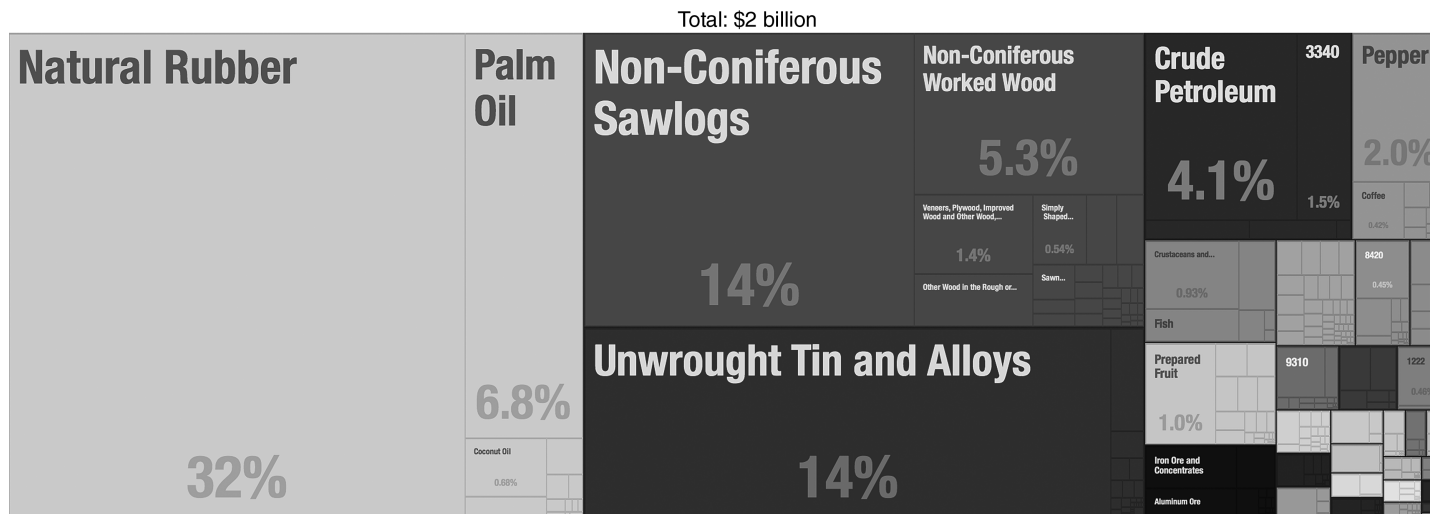 Total: $2 billion
Natural Rubber
32%
Palm
Oil
6.8%
Coconut Oil
0.68%
Non-Coniferous
Sawlogs
14%
Non-Coniferous
Worked Wood
5.3%
Veneers, Plywood, Improved
Wood and Other Wood,...
1.4%
Simply
Shaped...
0.54%
Other Wood in the Rough or...
Sawn...
Unwrought Tin and Alloys
14%
Crude
Petroleum
4.1%
3340
1.5%
Pepper
2.0%
Coffee
0.42%
Crustaceans and...
0.93%
Fish
8420
0.45%
Prepared
Fruit
1.0%
9310
1222
0.46%
Iron Ore and
Concentrates
Aluminum Ore